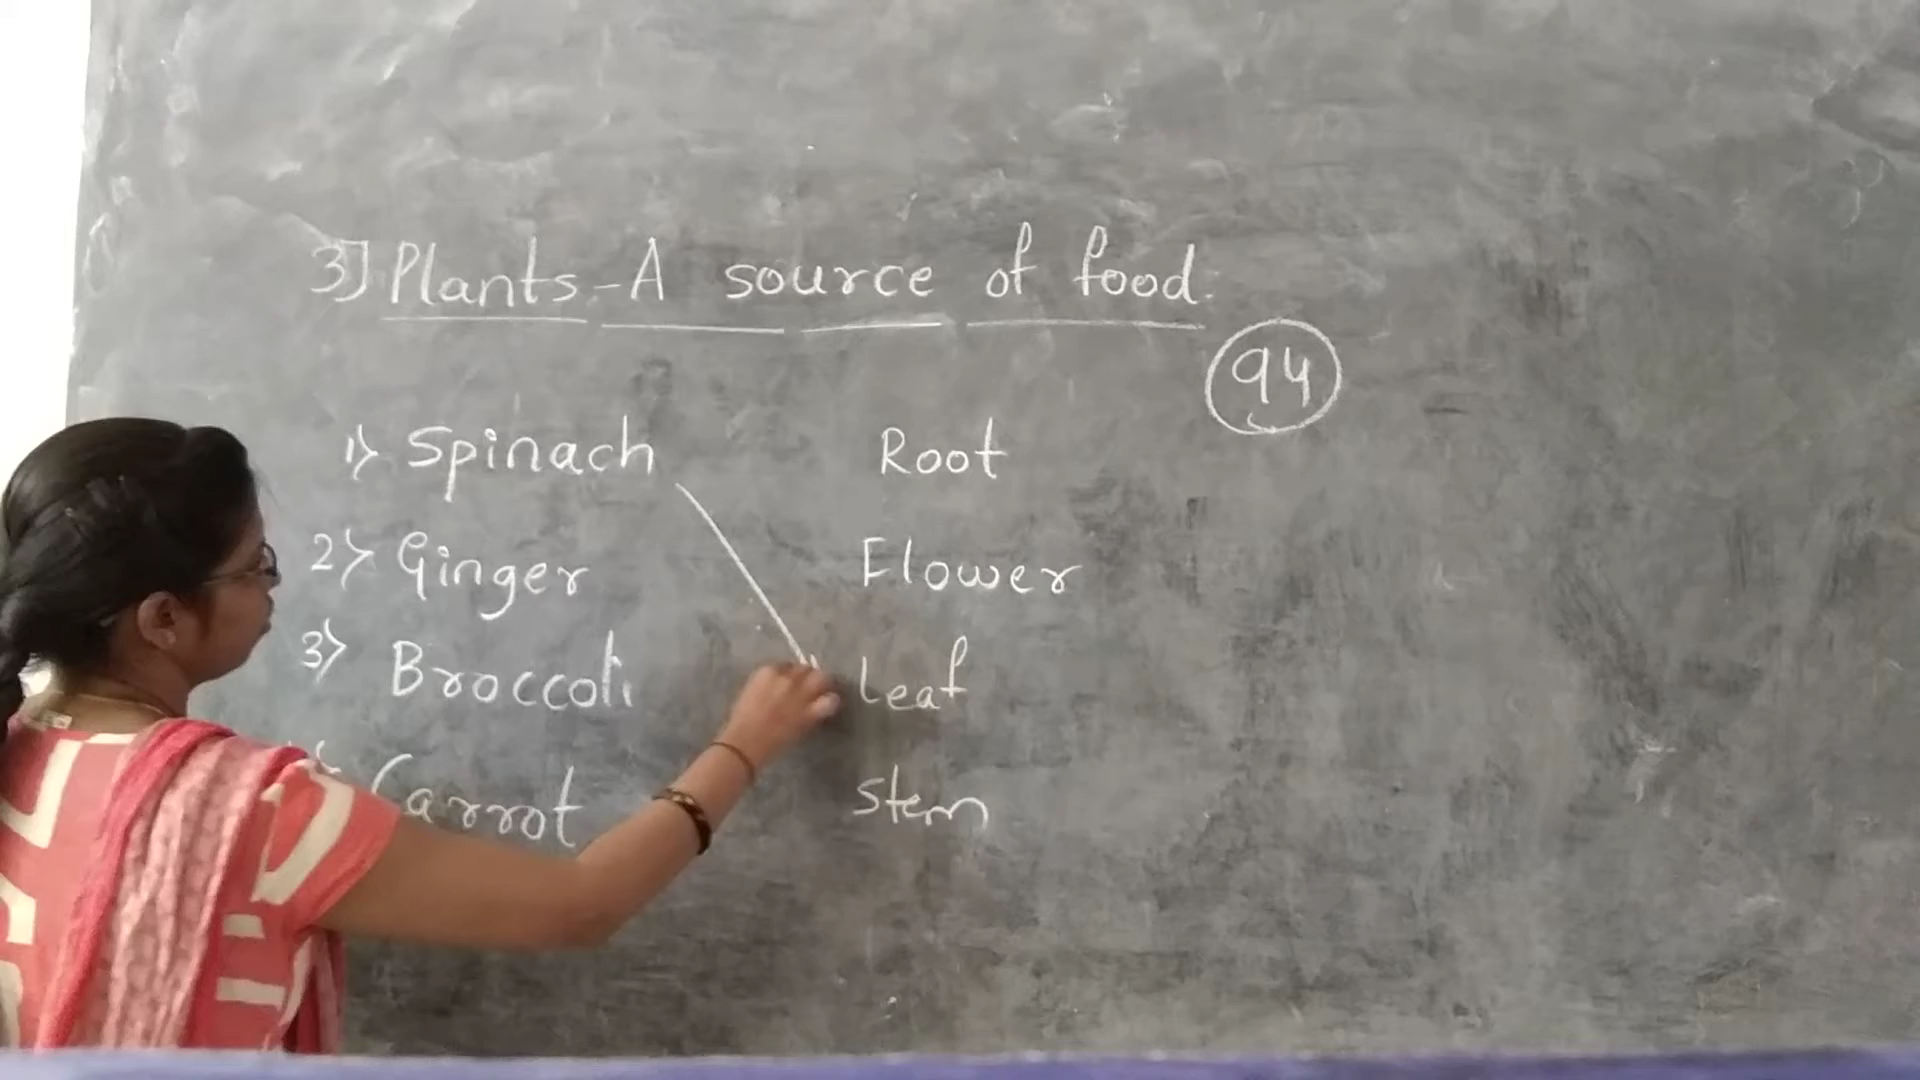 3] Plants - A source of food.
94
1) Spinach Root
2) Ginger Flower
3) Broccoli Leaf
Carrot Stem